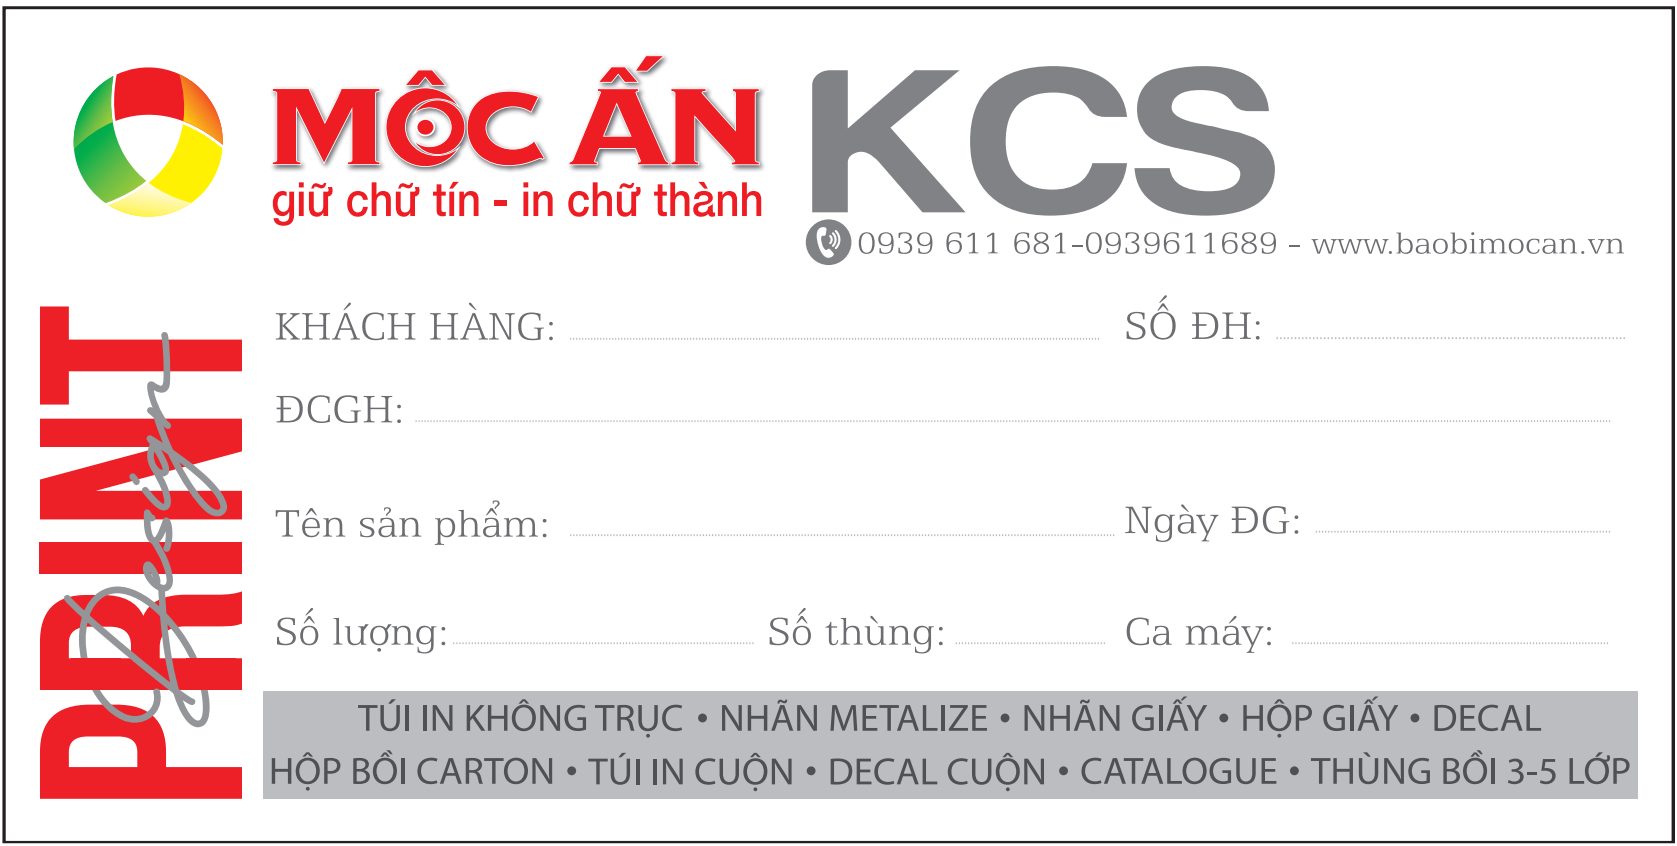 MỘC ẤN
giữ chữ tín - in chữ thành
KCS
0939 611 681-0939611689 - www.baobimocan.vn
PRINT
Design
KHÁCH HÀNG: SỐ ĐH:
ĐCGH:
Tên sản phẩm: Ngày ĐG:
Số lượng: Số thùng: Ca máy:
TÚI IN KHÔNG TRỤC • NHÃN METALIZE • NHÃN GIẤY • HỘP GIẤY • DECAL
HỘP BỒI CARTON • TÚI IN CUỘN • DECAL CUỘN • CATALOGUE • THÙNG BỒI 3-5 LỚP